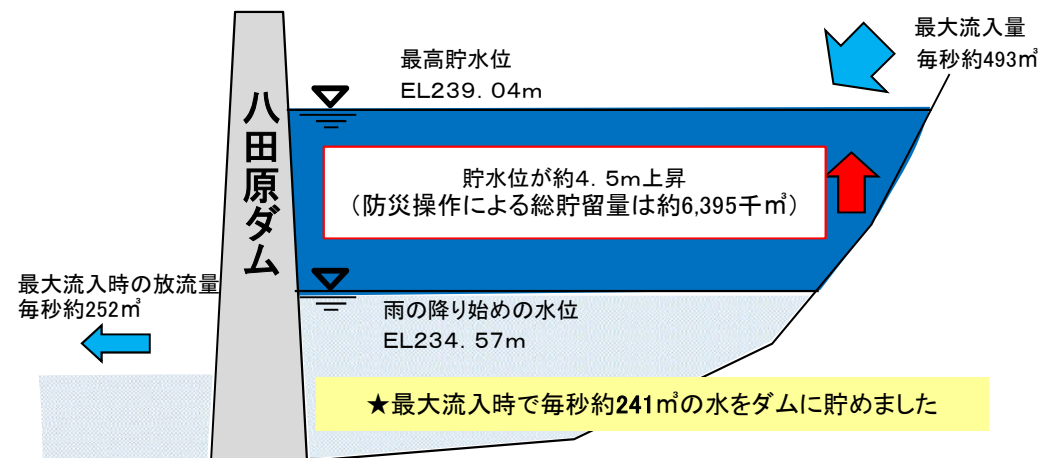 最大流入量
毎秒約493㎥
最高貯水位
EL239．04m
八田原ダム
貯水位が約4．5m上昇
（防災操作による総貯留量は約6,395千㎥）
最大流入時の放流量
毎秒約252㎥
雨の降り始めの水位
EL234．57m
★最大流入時で毎秒約241㎥の水をダムに貯めました